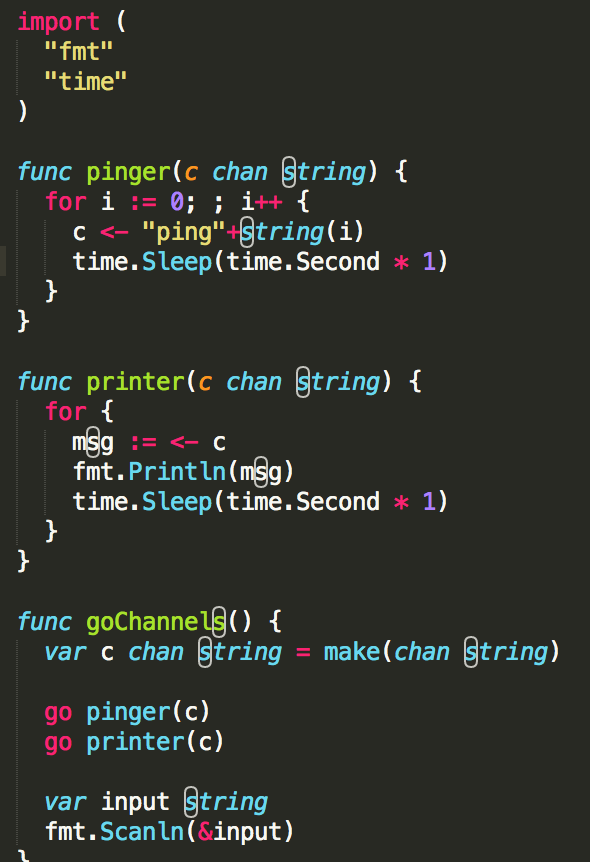 import (
  "fmt"
  "time"
)

func pinger(c chan string) {
  for i := 0; ; i++ {
    c <- "ping"+string(i)
    time.Sleep(time.Second * 1)
  }
}

func printer(c chan string) {
  for {
    msg := <- c
    fmt.Println(msg)
    time.Sleep(time.Second * 1)
  }
}

func goChannels() {
  var c chan string = make(chan string)

  go pinger(c)
  go printer(c)

  var input string
  fmt.Scanln(&input)
}